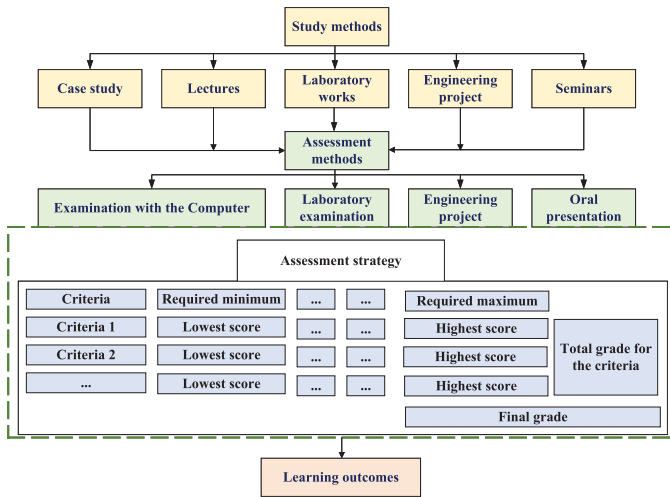 Study methods
Case study
Lectures
Laboratory
works
Engineering
project
Seminars
Assessment
methods
Examination with the Computer
Laboratory
examination
Engineering
project
Oral
presentation
Assessment strategy
Criteria
Required minimum
...
...
Required maximum
Criteria 1
Lowest score
...
...
Highest score
Criteria 2
Lowest score
...
...
Highest score
...
Lowest score
...
...
Highest score
Total grade for
the criteria
Final grade
Learning outcomes